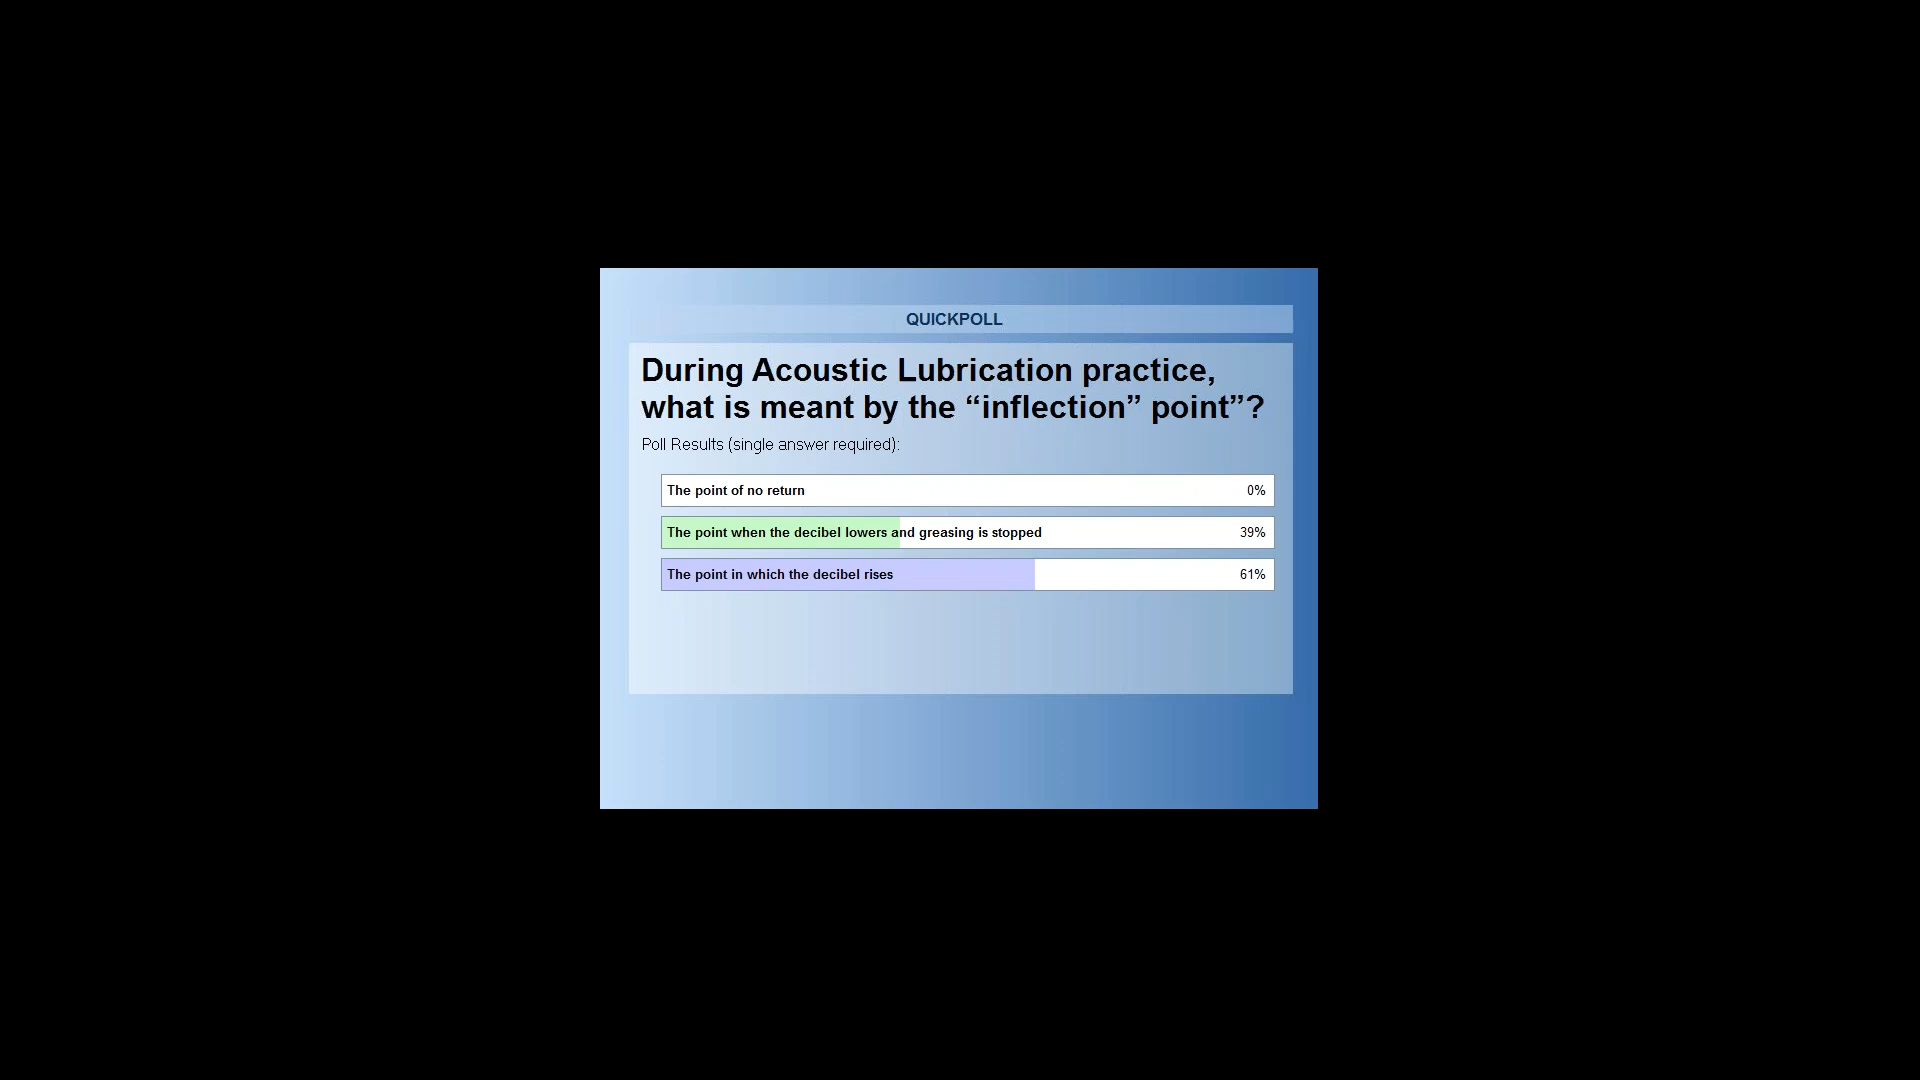 QUICKPOLL
During Acoustic Lubrication practice,
what is meant by the “inflection” point”?
Poll Results (single answer required):
The point of no return 0%
The point when the decibel lowers and greasing is stopped 39%
The point in which the decibel rises 61%